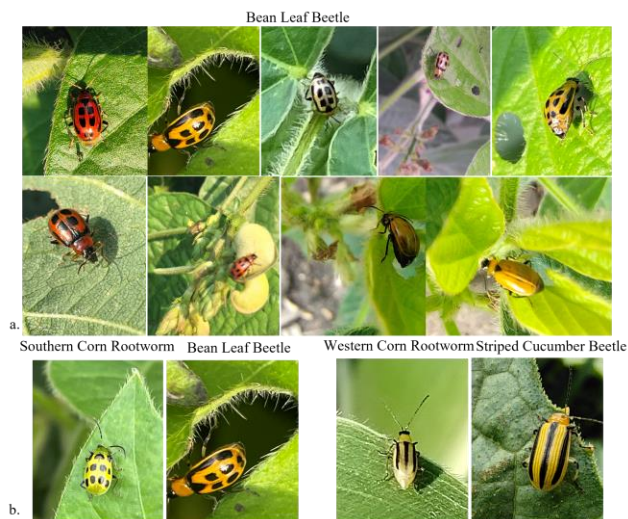 Bean Leaf Beetle
a.
Southern Corn Rootworm
Bean Leaf Beetle
Western Corn Rootworm
Striped Cucumber Beetle
b.